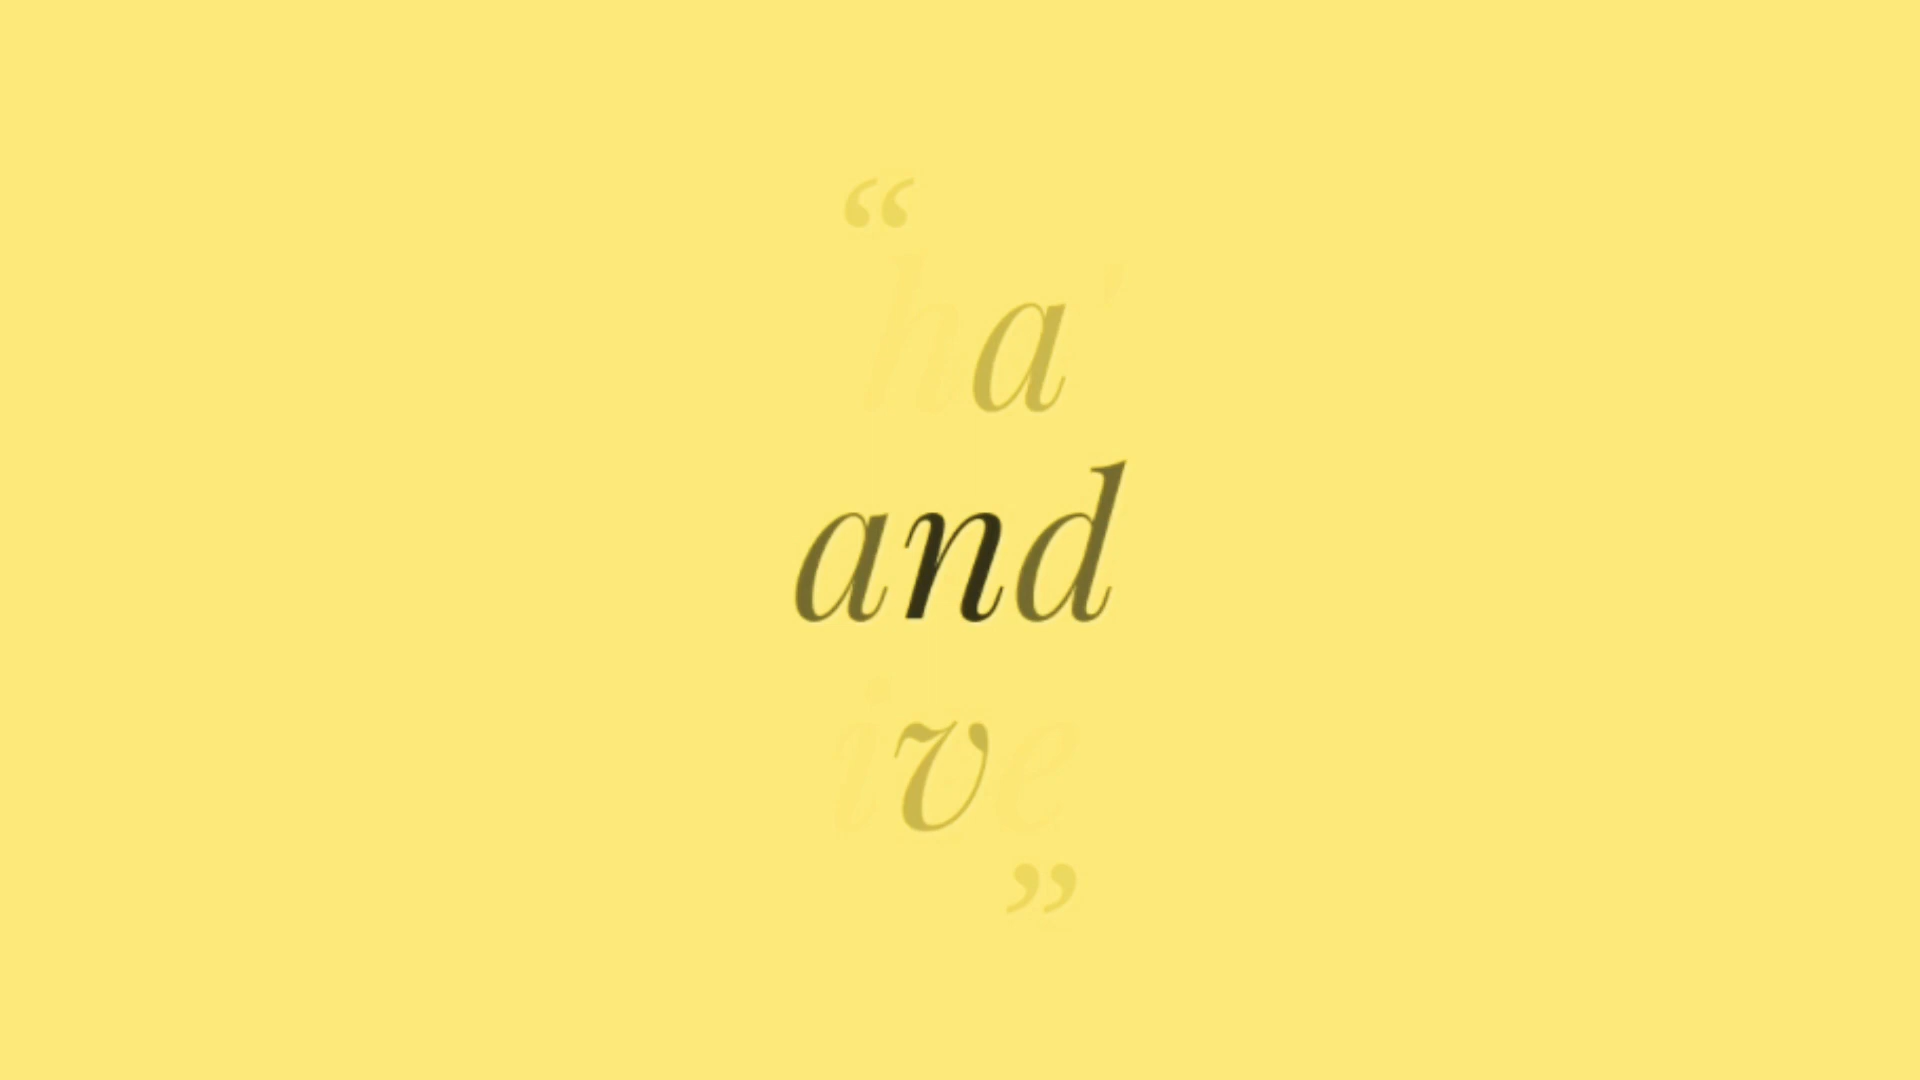 “
ha'
and
ive
”